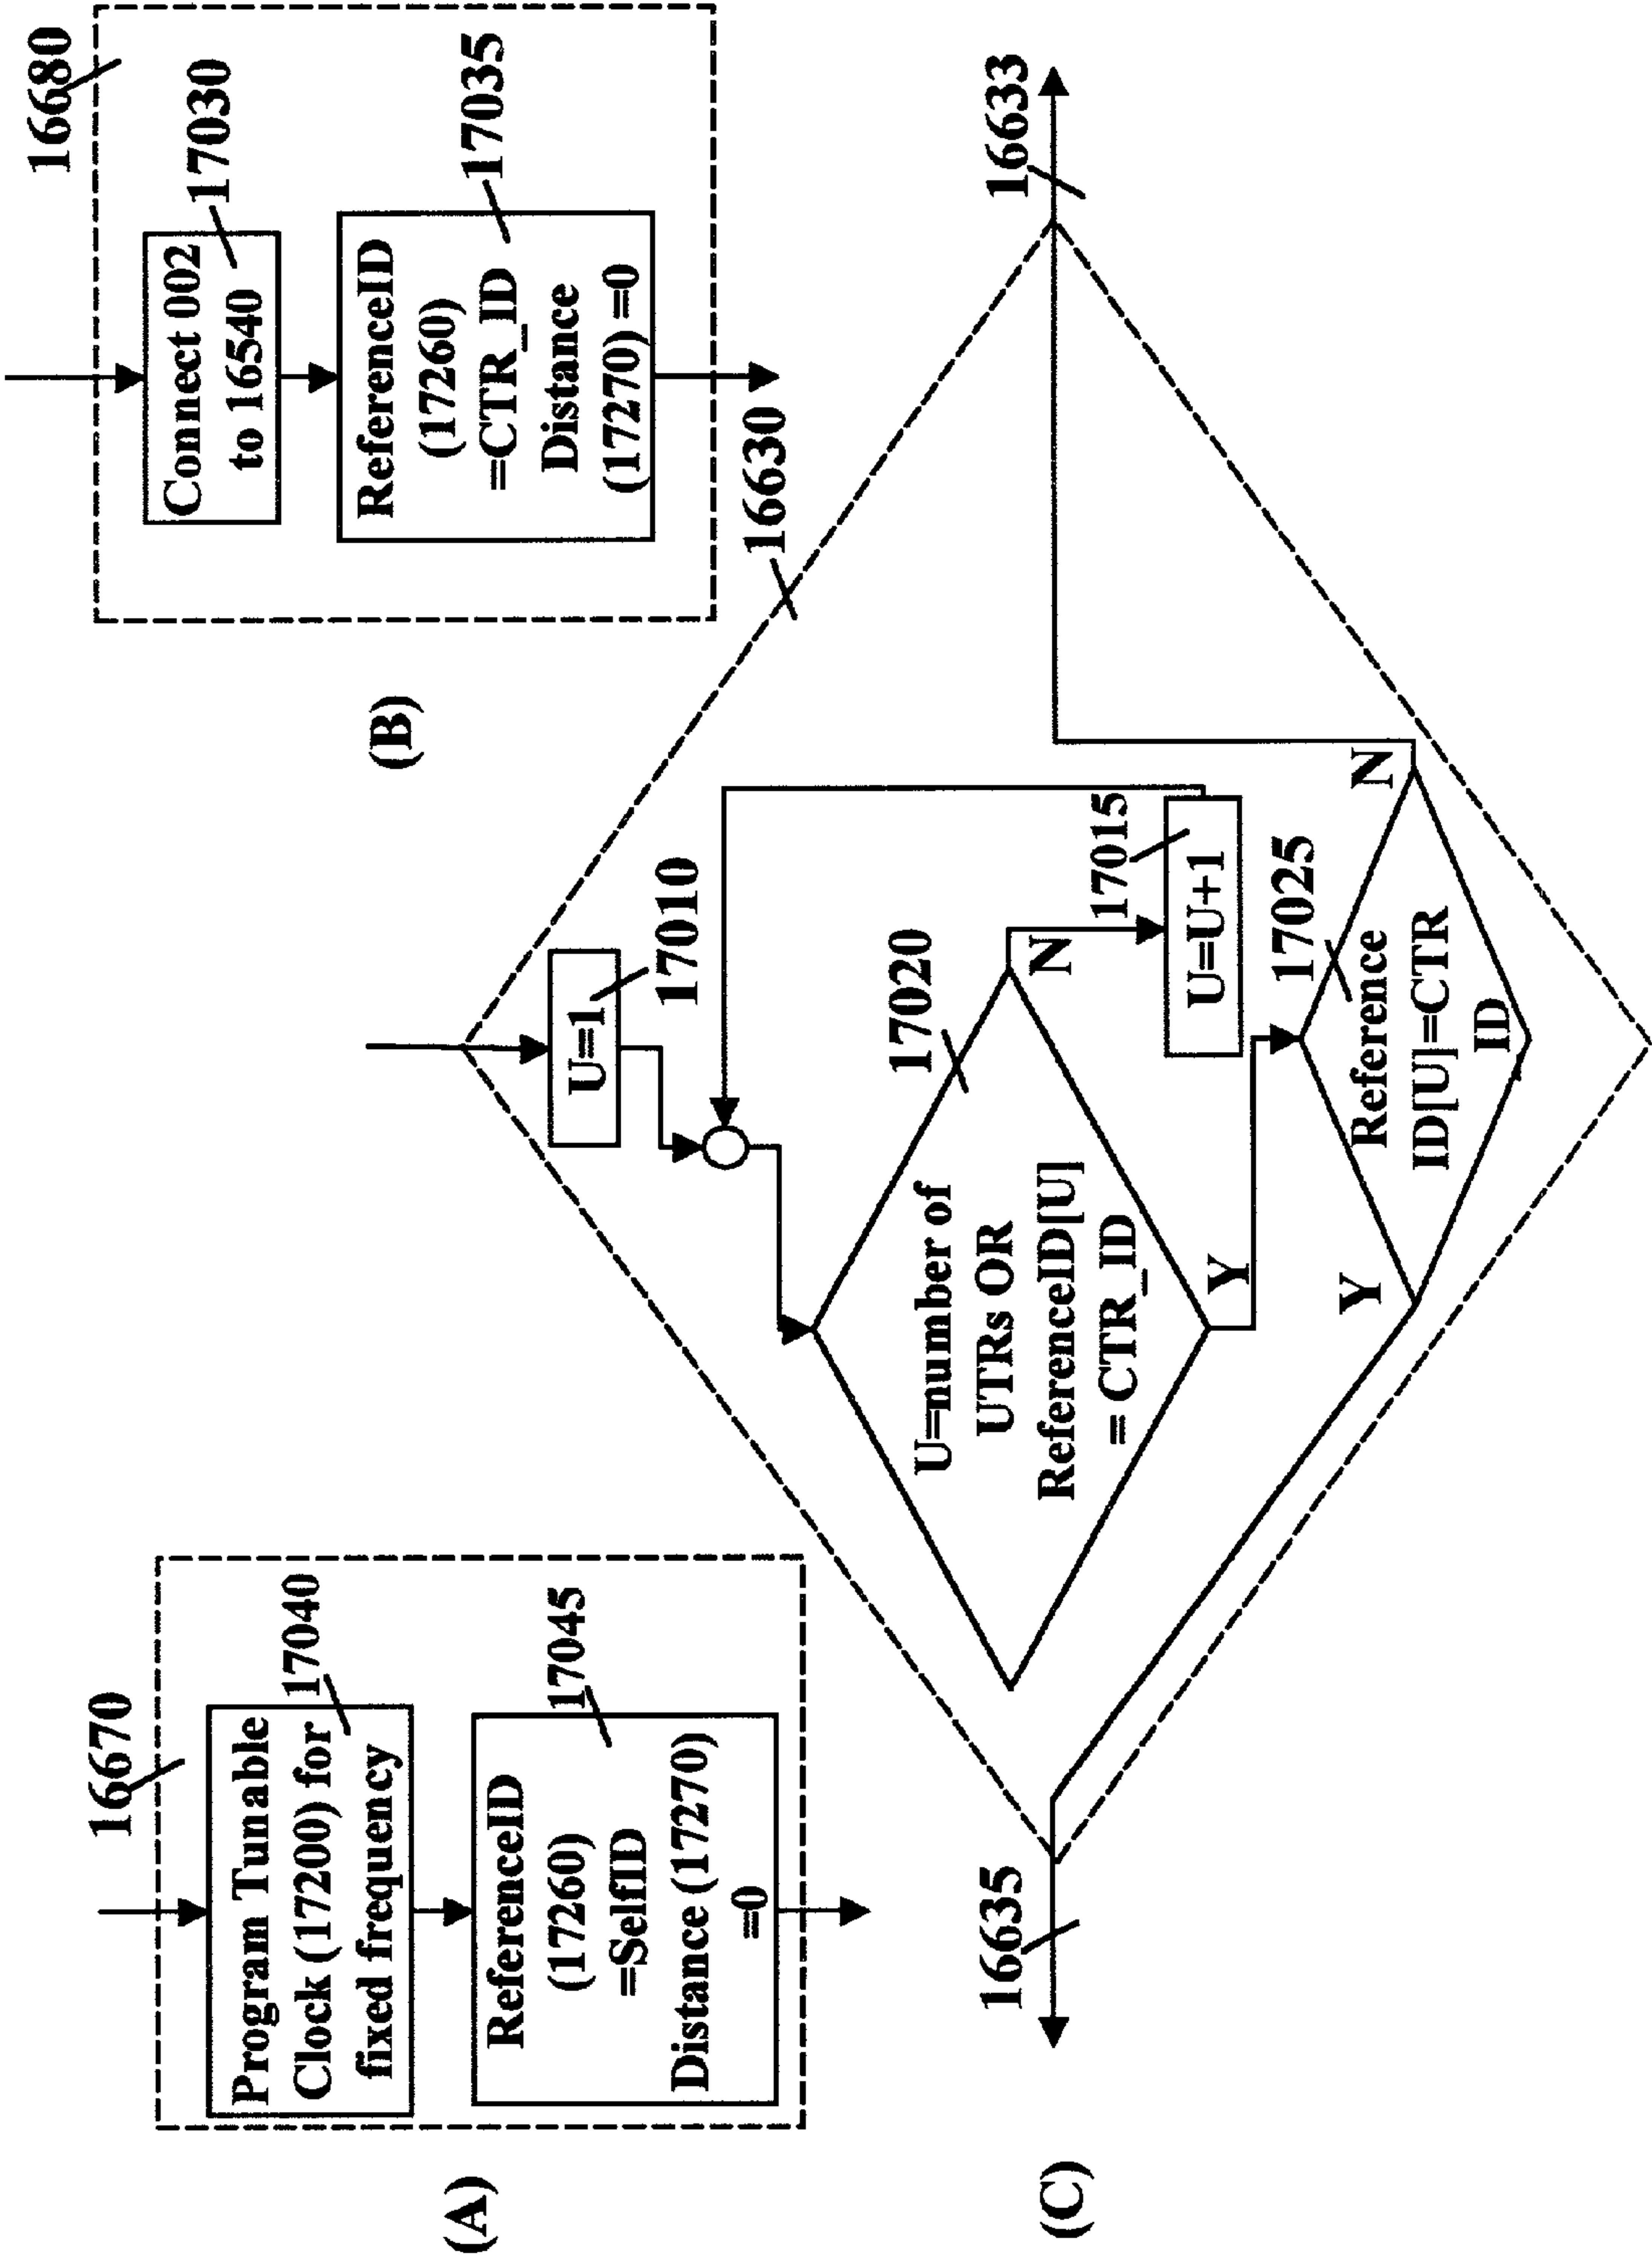 (A)
16670
Program Tunable
Clock (17200) for
fixed frequency
17040
ReferenceID
(17260)
=SelfID
Distance (17270)
=0
17045
(B)
16680
Connect 002
to 16540
17030
ReferenceID
(17260)
=CTR_ID
Distance
(17270) =0
17035
(C)
16630
U=1
17010
U=number of
UTRs OR
ReferenceID[U]
= CTR_ID
17020
N
Y
U=U+1
17015
Reference
ID[U]=CTR
_ID
17025
Y
N
16635
16633